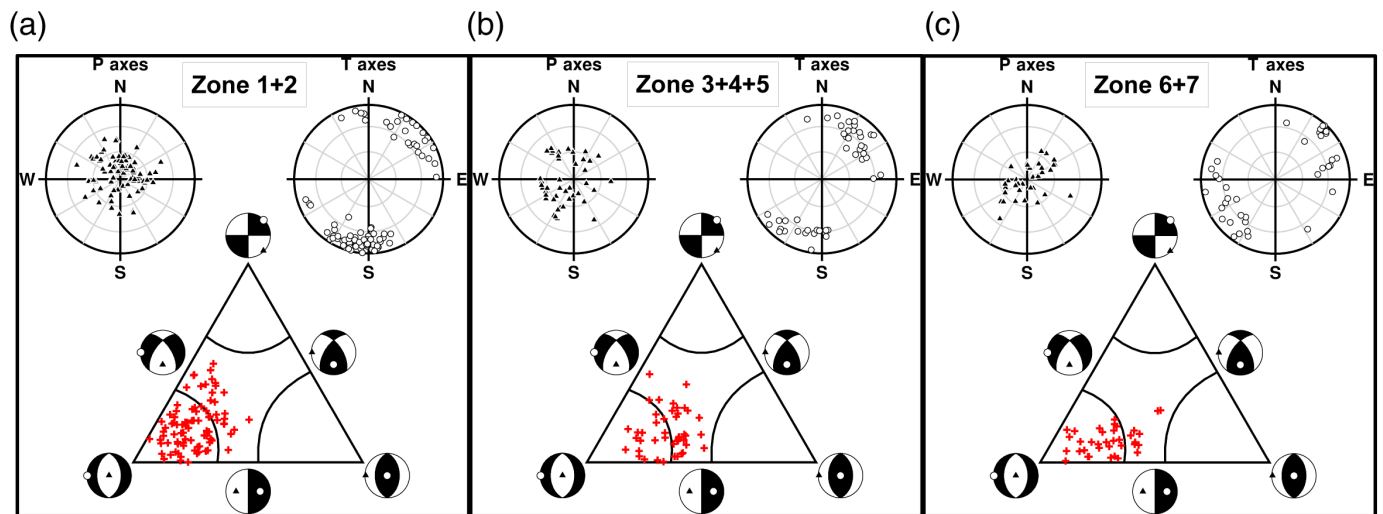 (a)
(b)
(c)
P axes
Zone 1+2
T axes
N
N
W
E
S
S
P axes
Zone 3+4+5
T axes
N
N
W
E
S
S
P axes
Zone 6+7
T axes
N
N
W
E
S
S